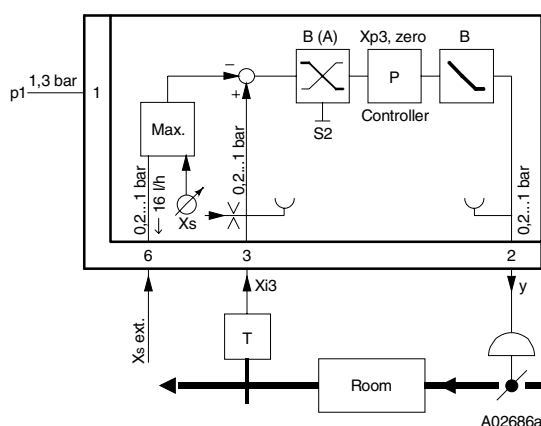 B (A)
Xp3, zero
B
p1
1,3 bar
1
–
+
P
Max.
Controller
S2
0,2...1 bar
← 16 l/h
Xs
0,2...1 bar
0,2...1 bar
6
3
2
Xs ext.
Xi3
y
T
Room
A02686a